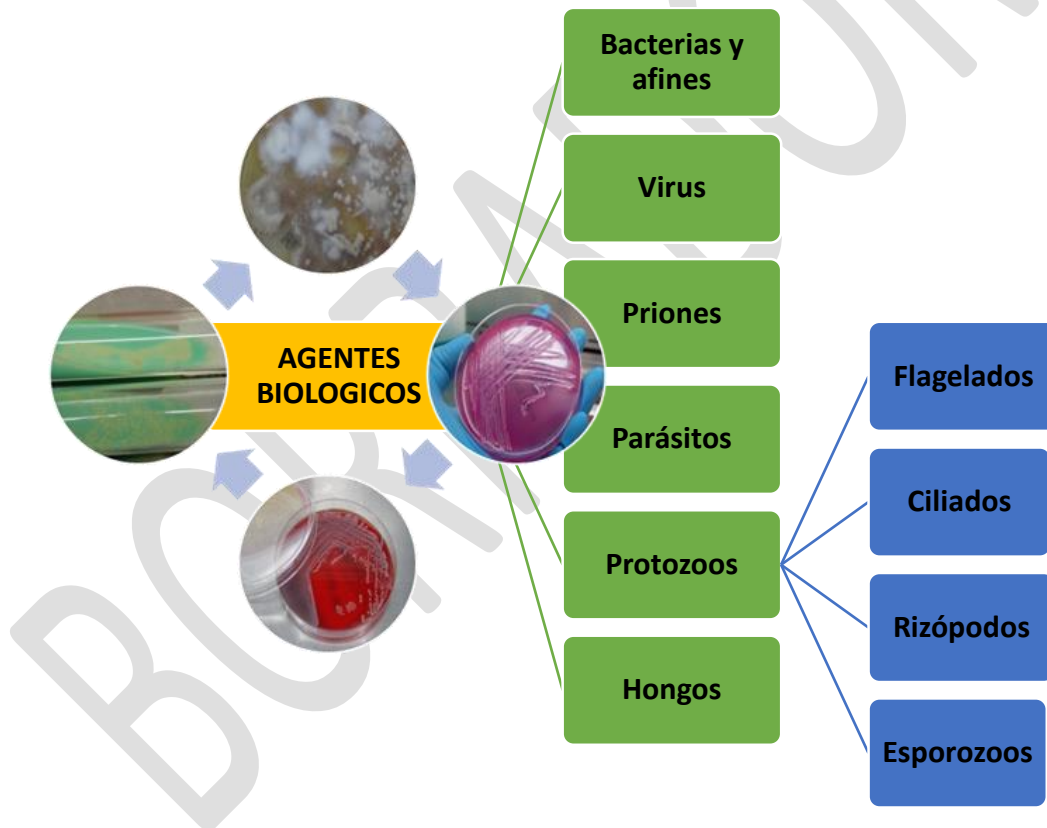 AGENTES
BIOLOGICOS
Bacterias y
afines
Virus
Priones
Parásitos
Protozoos
Hongos
Flagelados
Ciliados
Rizópodos
Esporozoos